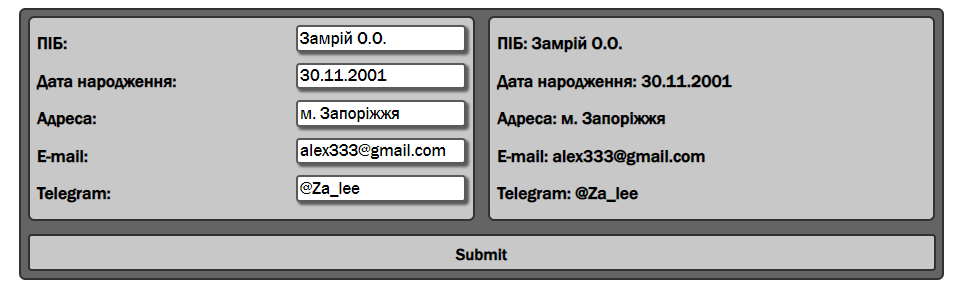 ПІБ: Замрій О.О.
Дата народження: 30.11.2001
Адреса: м. Запоріжжя
E-mail: alex333@gmail.com
Telegram: @Za_lee
ПІБ: Замрій О.О.
Дата народження: 30.11.2001
Адреса: м. Запоріжжя
E-mail: alex333@gmail.com
Telegram: @Za_lee
Submit